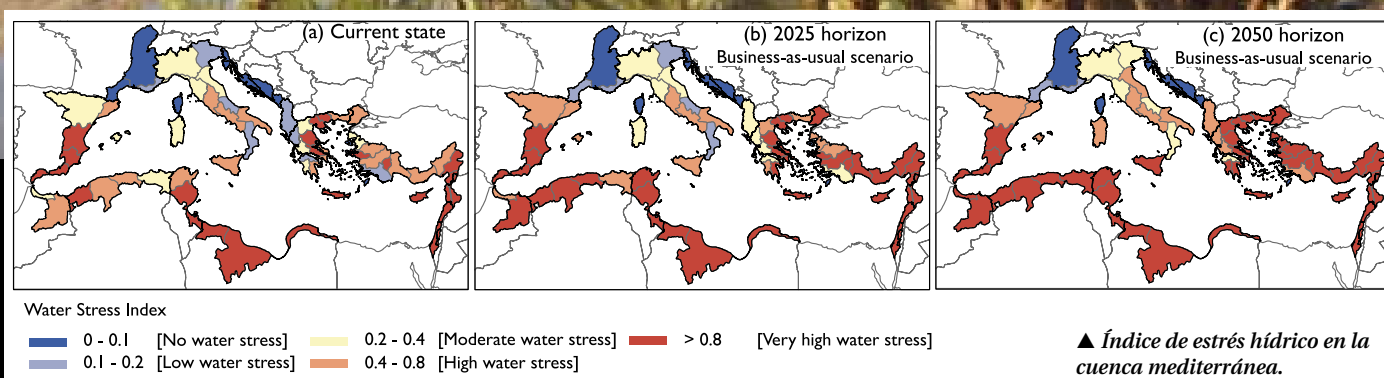 (a) Current state
(b) 2025 horizon
Business-as-usual scenario
(c) 2050 horizon
Business-as-usual scenario
Water Stress Index
0 - 0.1 [No water stress]
0.1 - 0.2 [Low water stress]
0.2 - 0.4 [Moderate water stress]
0.4 - 0.8 [High water stress]
> 0.8 [Very high water stress]
▲ Índice de estrés hídrico en la
cuenca mediterránea.